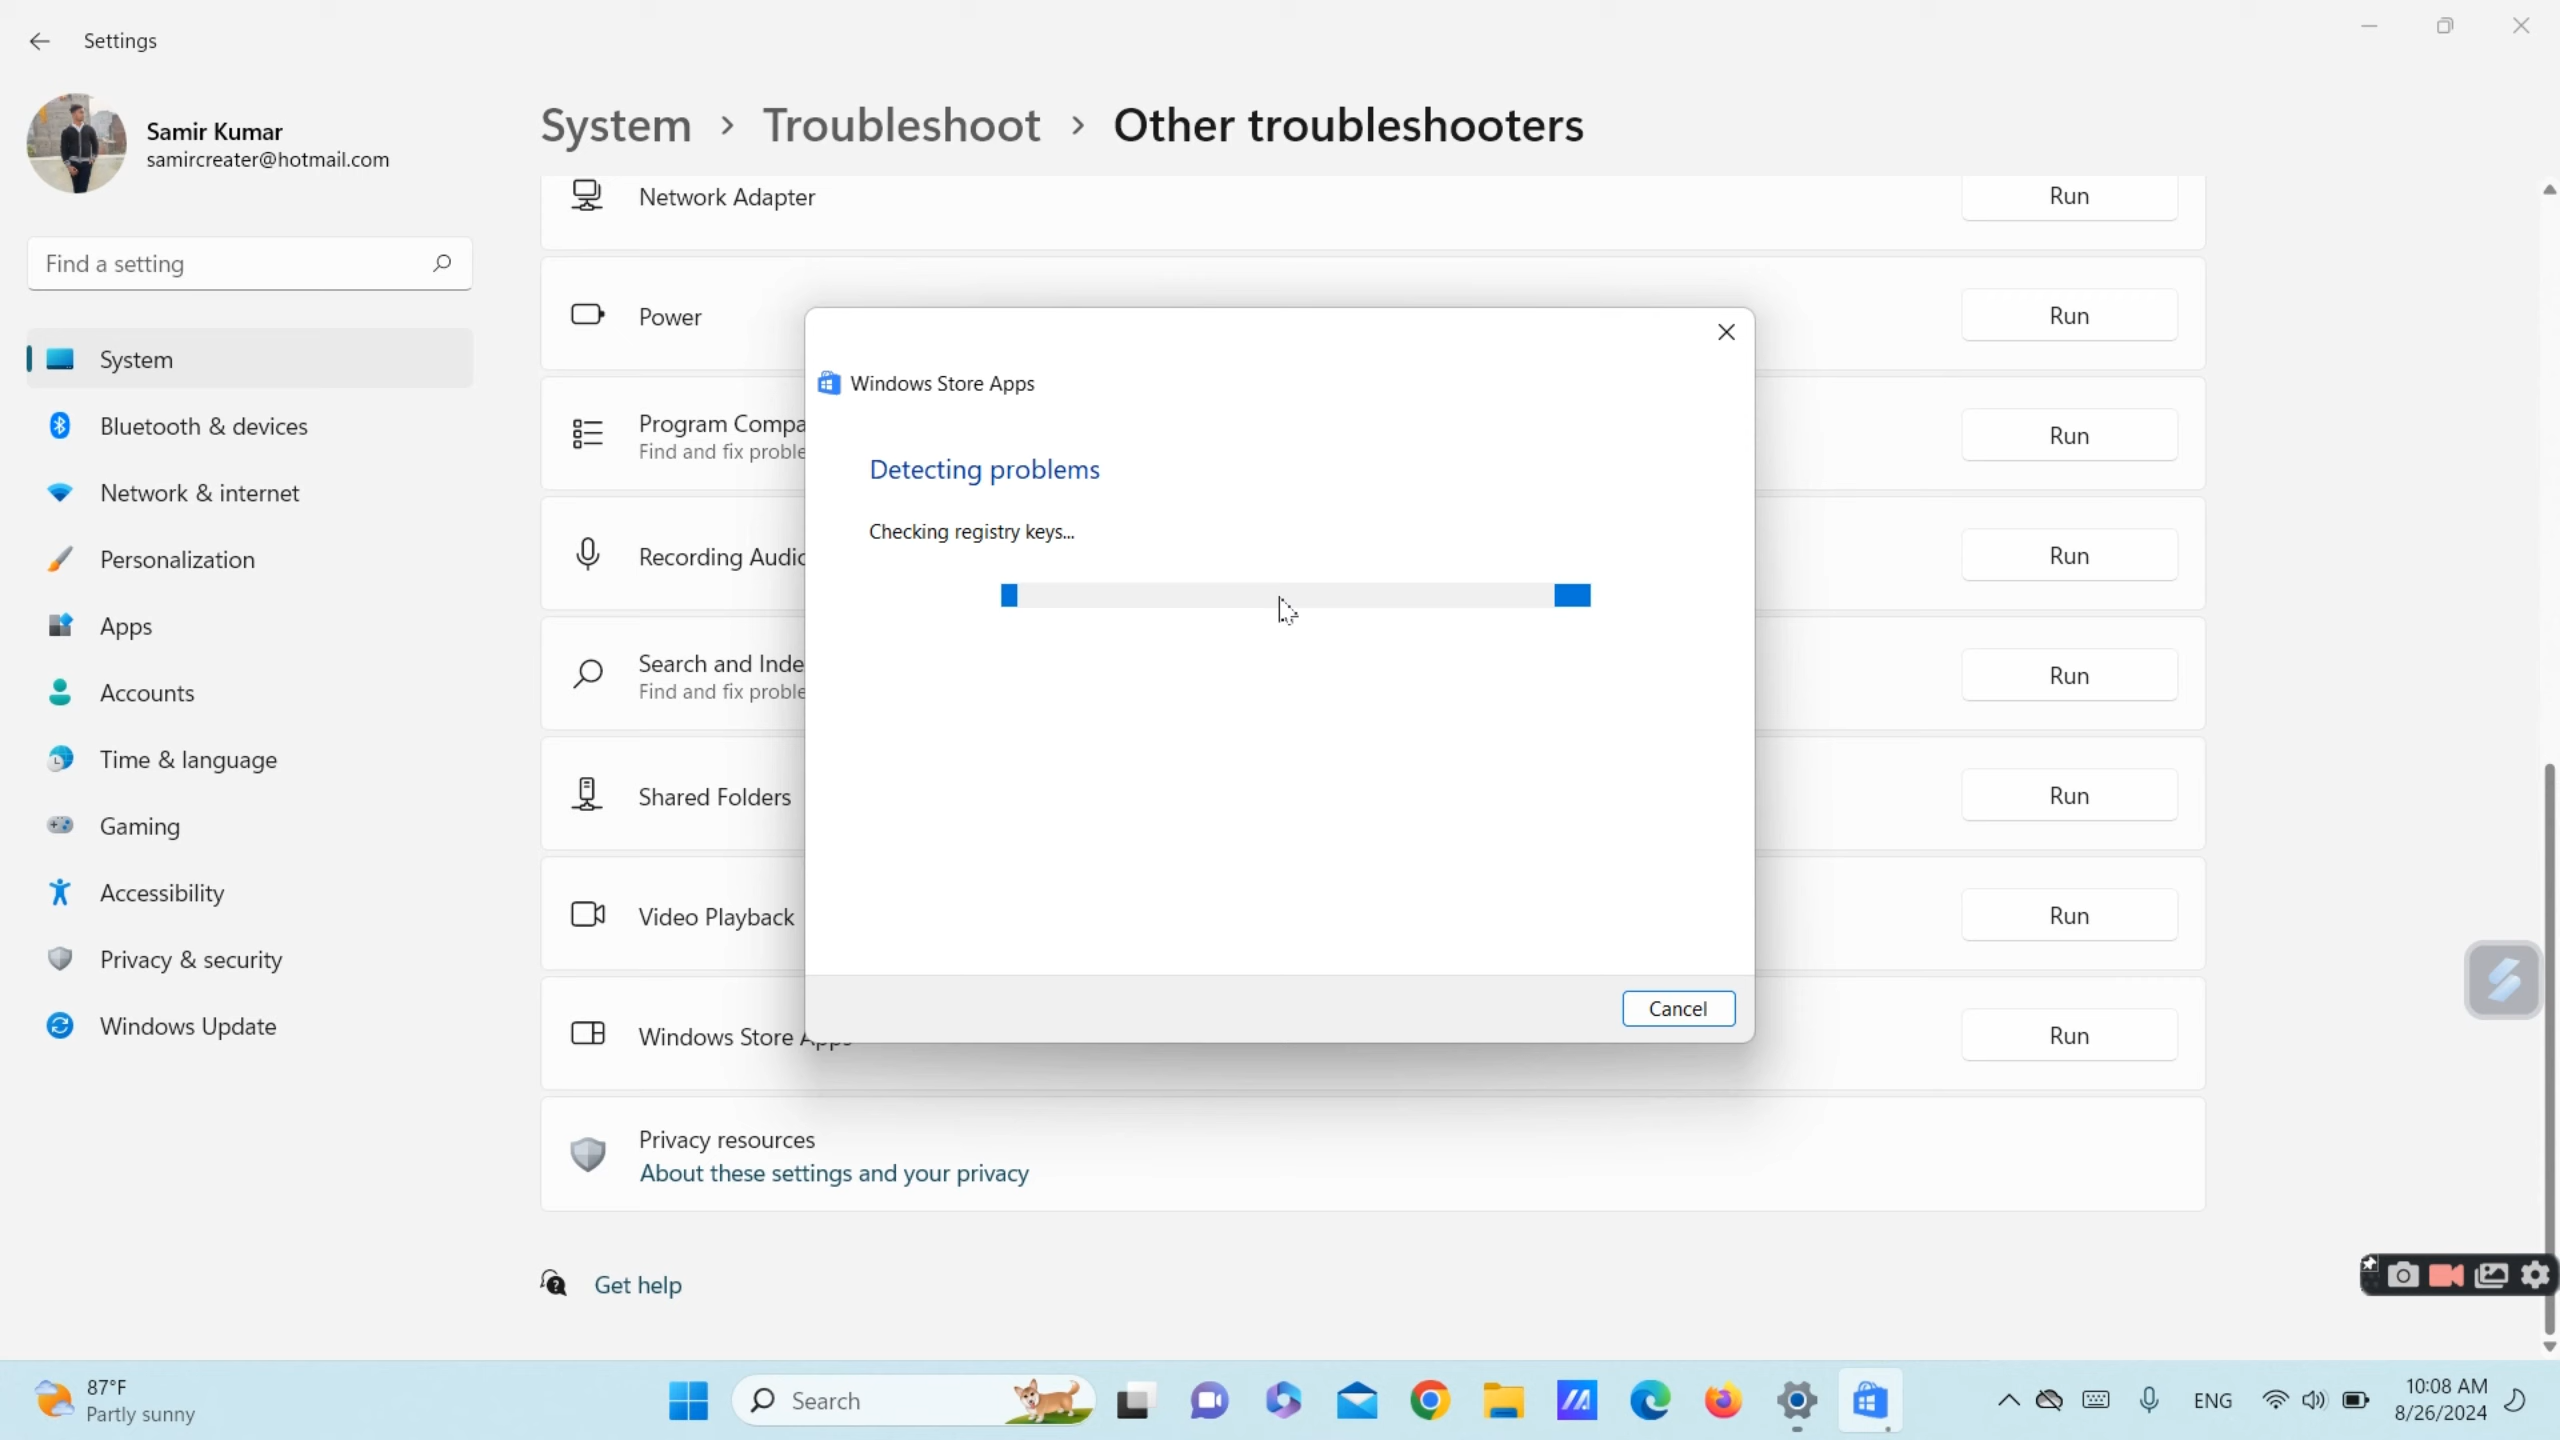 Settings
Samir Kumar
samircreater@hotmail.com
Find a setting
System
Bluetooth & devices
Network & internet
Personalization
Apps
Accounts
Time & language
Gaming
Accessibility
Privacy & security
Windows Update
System > Troubleshoot > Other troubleshooters
Network Adapter Run
Power Run
Program Compa Run
Find and fix proble
Recording Audio Run
Search and Inde Run
Find and fix proble
Shared Folders Run
Video Playback Run
Windows Store Apps Run
Privacy resources
About these settings and your privacy
Get help
Windows Store Apps
Detecting problems
Checking registry keys...
Cancel
87°F
Partly sunny
Search
ENG
10:08 AM
8/26/2024